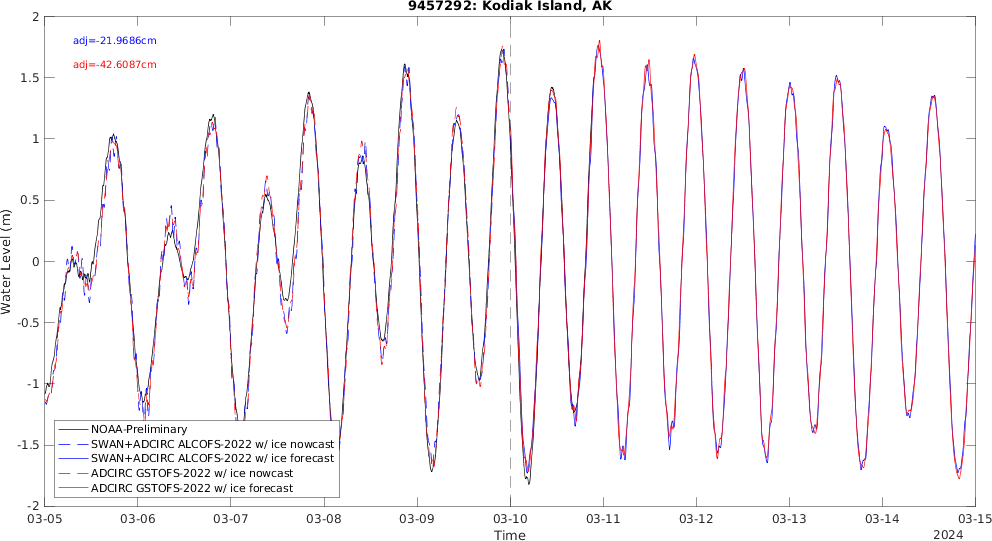 9457292: Kodiak Island, AK
adj=-21.9686cm
adj=-42.6087cm
Water Level (m)
2
1.5
1
0.5
0
-0.5
-1
-1.5
-2
NOAA-Preliminary
SWAN+ADCIRC ALCOFS-2022 w/ ice nowcast
SWAN+ADCIRC ALCOFS-2022 w/ ice forecast
ADCIRC GSTOFS-2022 w/ ice nowcast
ADCIRC GSTOFS-2022 w/ ice forecast
03-05 03-06 03-07 03-08 03-09 03-10 03-11 03-12 03-13 03-14 03-15
Time
2024